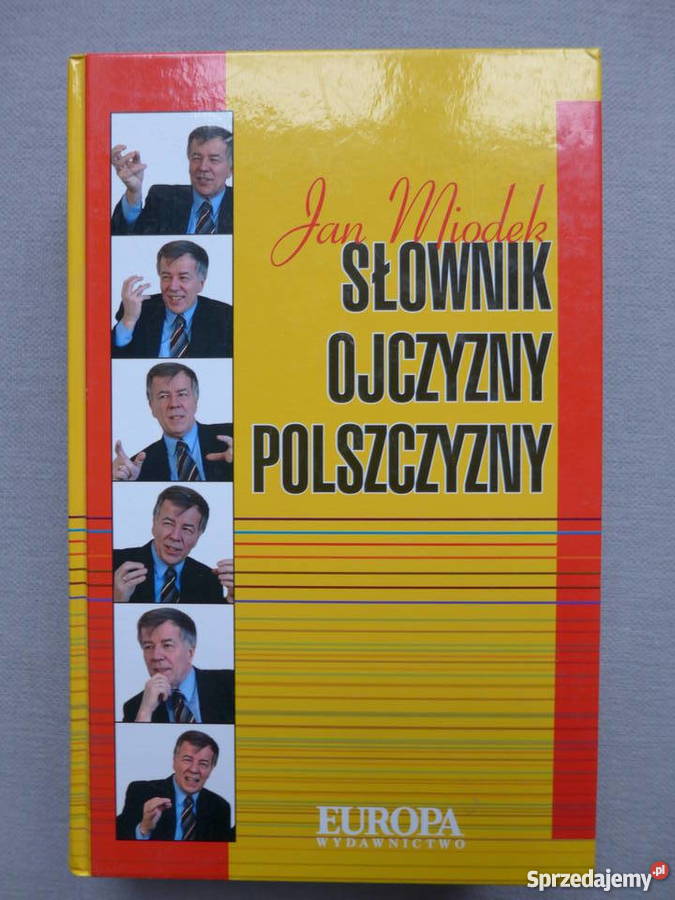 Jan Miodek
SŁOWNIK
OJCZYZNY
POLSZCZYZNY
EUROPA
WYDAWNICTWO
Sprzedajemy.pl